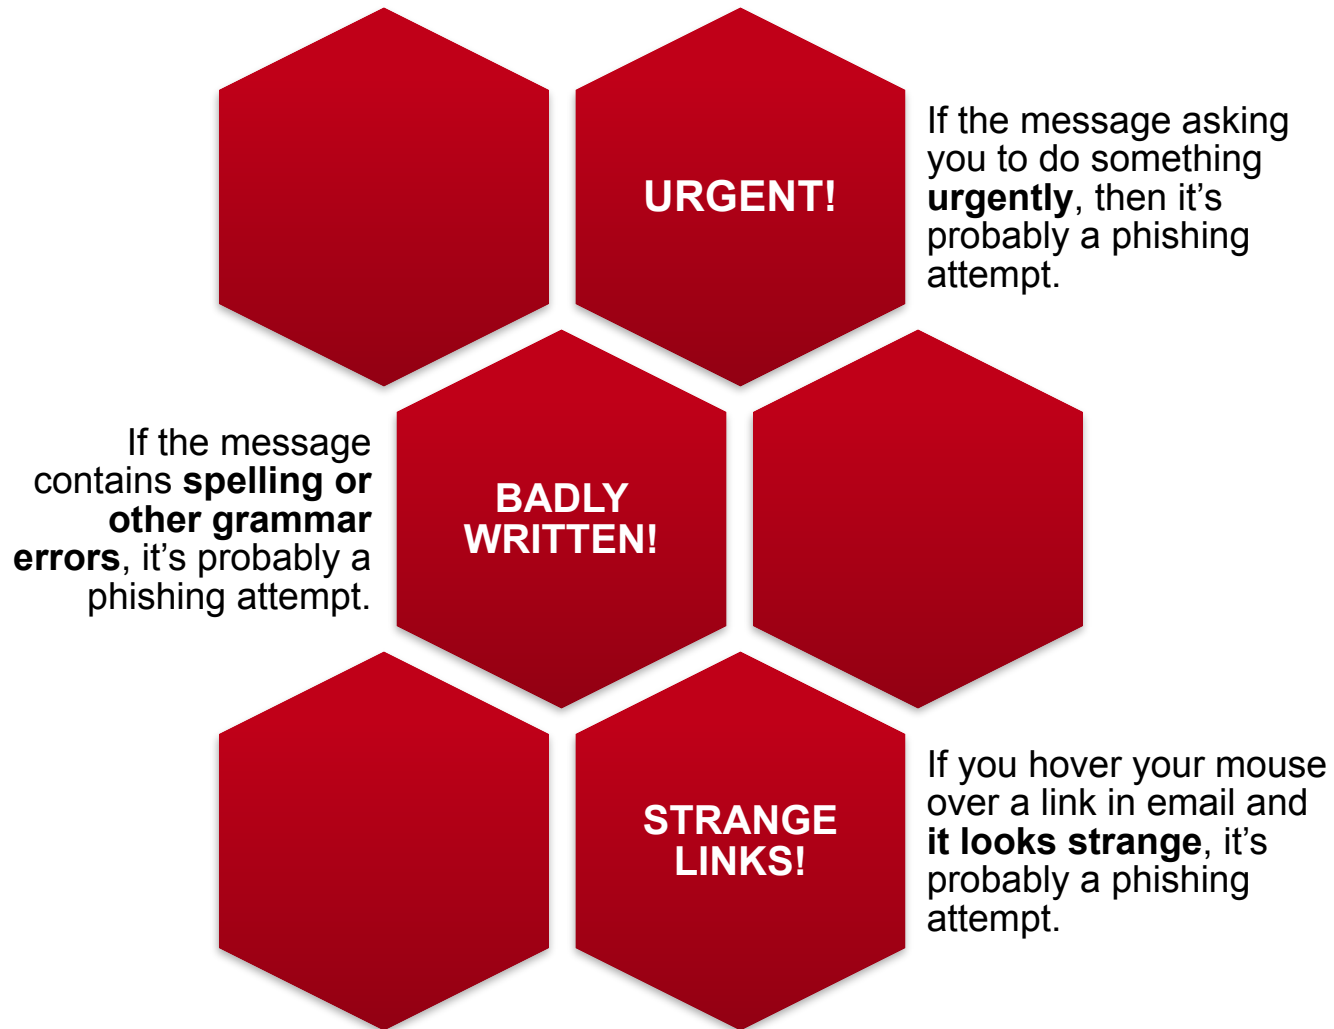 URGENT!
If the message asking
you to do something
urgently, then it’s
probably a phishing
attempt.
If the message
contains spelling or
other grammar
errors, it’s probably a
phishing attempt.
BADLY
WRITTEN!
STRANGE
LINKS!
If you hover your mouse
over a link in email and
it looks strange, it’s
probably a phishing
attempt.